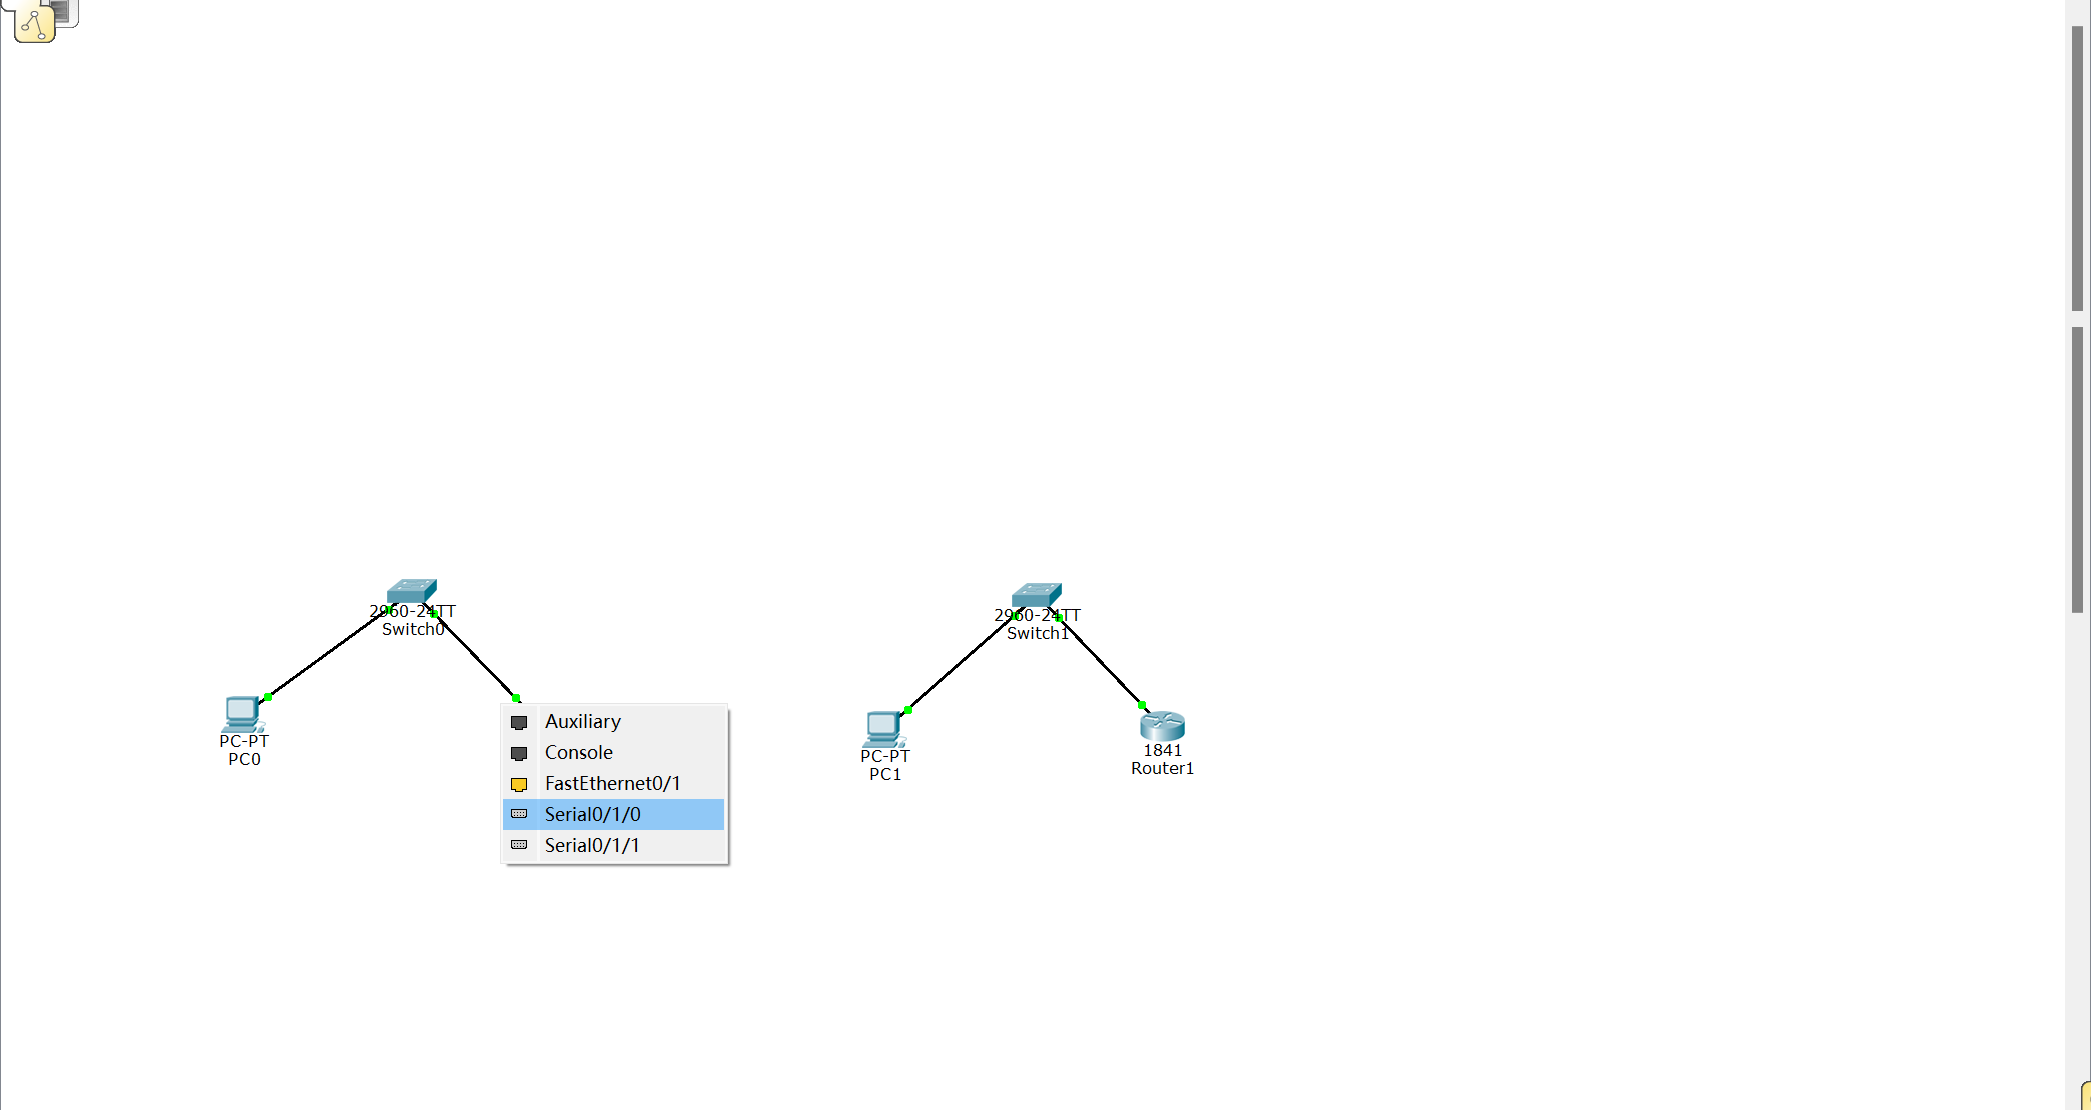 2960-24TT
Switch0
PC-PT
PC0
Auxiliary
Console
FastEthernet0/1
Serial0/1/0
Serial0/1/1
2960-24TT
Switch1
PC-PT
PC1
1841
Router1